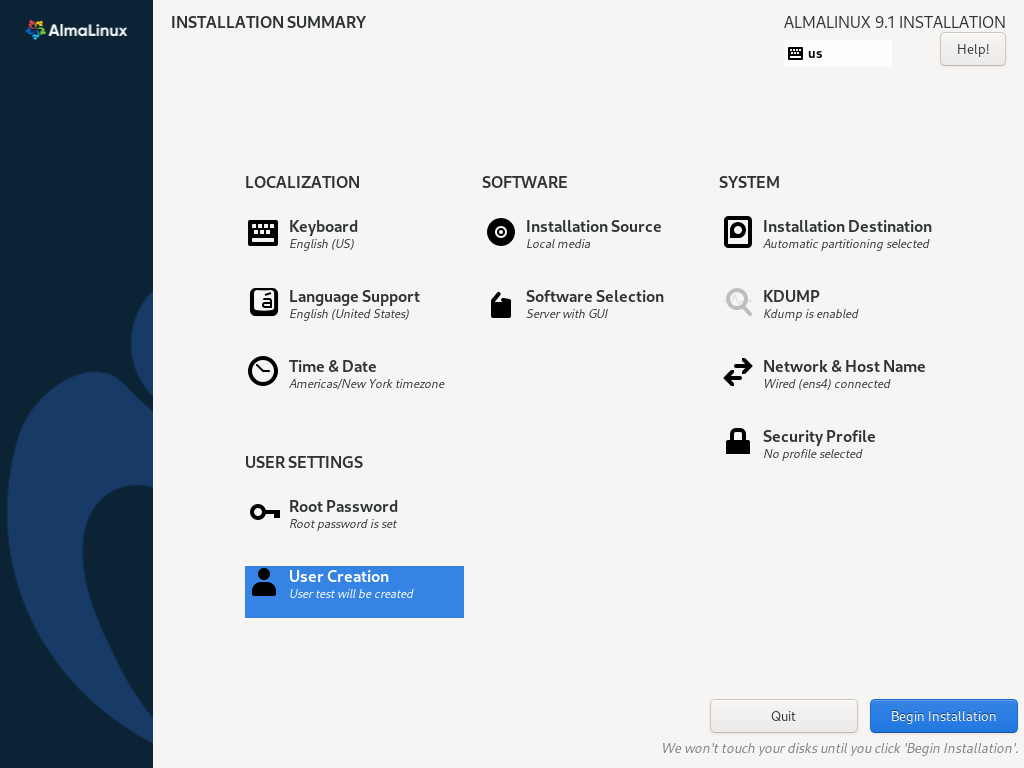 AlmaLinux
INSTALLATION SUMMARY
ALMALINUX 9.1 INSTALLATION
us
Help!
LOCALIZATION
Keyboard
English (US)
Language Support
English (United States)
Time & Date
Americas/New York timezone
SOFTWARE
Installation Source
Local media
Software Selection
Server with GUI
SYSTEM
Installation Destination
Automatic partitioning selected
KDUMP
Kdump is enabled
Network & Host Name
Wired (ens4) connected
Security Profile
No profile selected
USER SETTINGS
Root Password
Root password is set
User Creation
User test will be created
Quit
Begin Installation
We won't touch your disks until you click 'Begin Installation'.